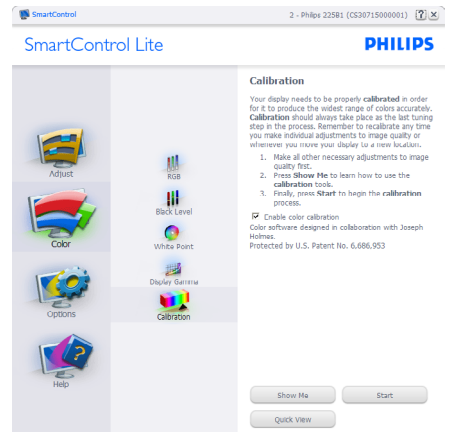 SmartControl
2 - Philips 225B1 (CS30715000001)
SmartControl Lite
PHILIPS
Adjust
Color
Options
Help
RGB
Black Level
White Point
Display Gamma
Calibration
Calibration
Your display needs to be properly calibrated in order
for it to produce the widest range of colors accurately.
Calibration should always take place as the last tuning
step in the process. Remember to recalibrate any time
you make individual adjustments to image quality or
whenever you move your display to a new location.
1. Make all other necessary adjustments to image
quality first.
2. Press Show Me to learn how to use the
calibration tools.
3. Finally, press Start to begin the calibration
process.
Enable color calibration
Color software designed in collaboration with Joseph
Holmes.
Protected by U.S. Patent No. 6,686,953
Show Me
Start
Quick View